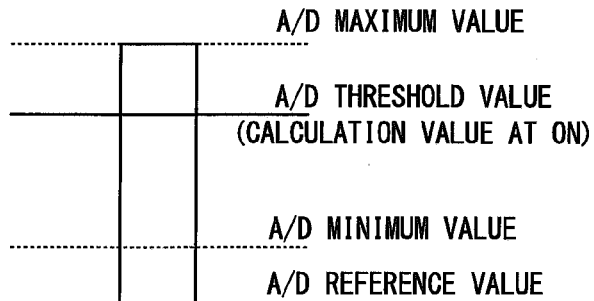 A/D MAXIMUM VALUE
A/D THRESHOLD VALUE
(CALCULATION VALUE AT ON)
A/D MINIMUM VALUE
A/D REFERENCE VALUE